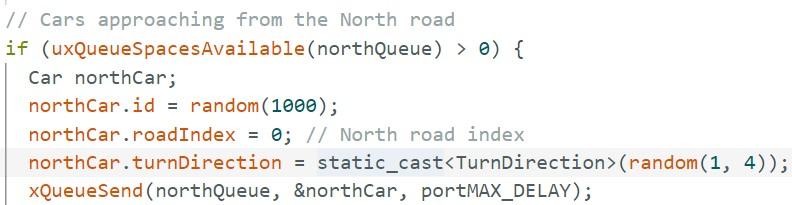 // Cars approaching from the North road
if (uxQueueSpacesAvailable(northQueue) > 0) {
Car northCar;
northCar.id = random(1000);
northCar.roadIndex = 0; // North road index
northCar.turnDirection = static_cast<TurnDirection>(random(1, 4));
xQueueSend(northQueue, &northCar, portMAX_DELAY);